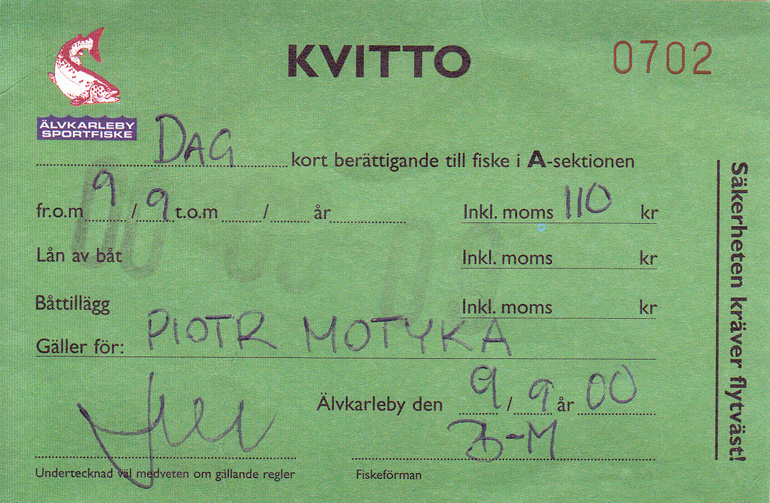 KVITTO
0702
ÄLVKARLEBY
SPORTFISKE
DAG kort berättigande till fiske i A-sektionen
fr.o.m 9 / 9 t.o.m / år Inkl. moms 110 kr
Lån av båt Inkl. moms kr
Båttillägg Inkl. moms kr
Gäller för: PIOTR MOTYKA
Älvkarleby den 9 / 9 år 00
Undertecknad väl medveten om gällande regler Fiskeförman
Säkerheten kräver flytväst!